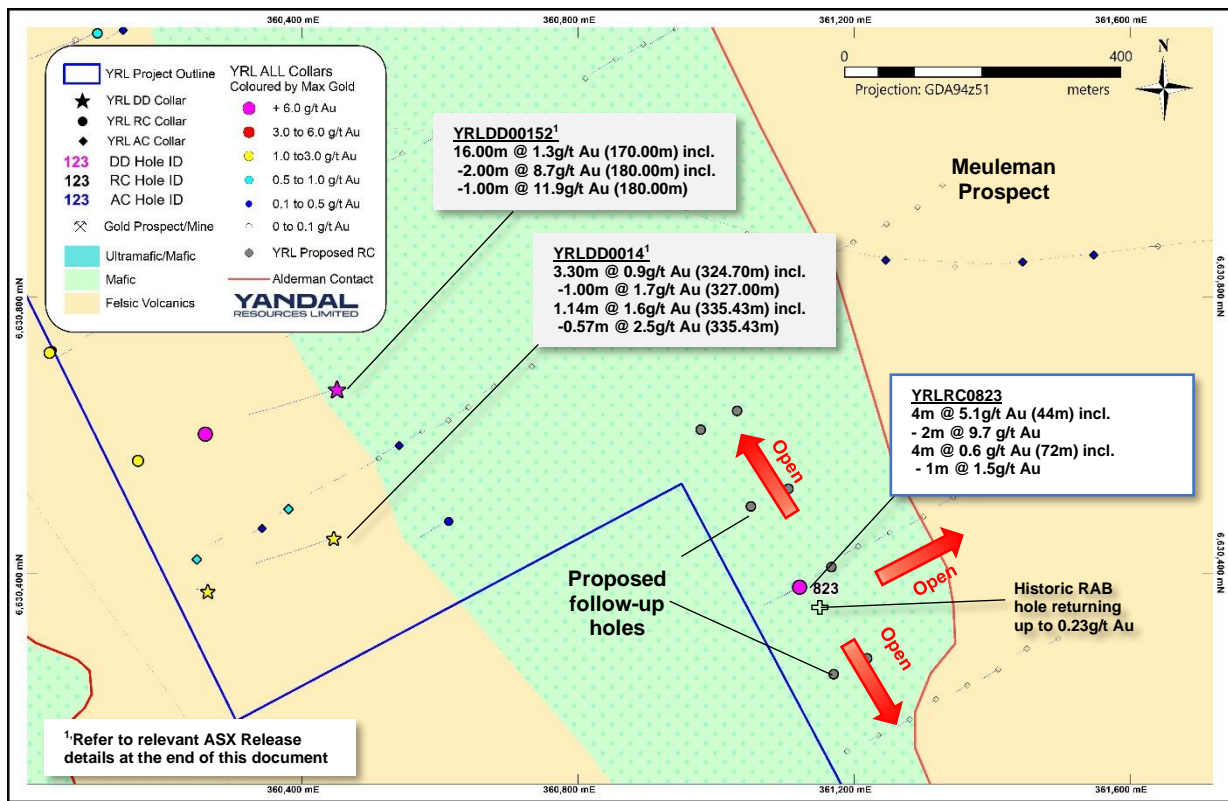 360,400 mE
360,800 mE
361,200 mE
361,600 mE
YRL Project Outline
YRL DD Collar
YRL RC Collar
YRL AC Collar
123 DD Hole ID
123 RC Hole ID
123 AC Hole ID
Gold Prospect/Mine
Ultramafic/Mafic
Mafic
Felsic Volcanics
YRL ALL Collars
Coloured by Max Gold
+ 6.0 g/t Au
3.0 to 6.0 g/t Au
1.0 to3.0 g/t Au
0.5 to 1.0 g/t Au
0.1 to 0.5 g/t Au
0 to 0.1 g/t Au
YRL Proposed RC
Alderman Contact
YANDAL
RESOURCES LIMITED
0
400
Projection: GDA94z51
meters
N
YRLDD00152¹
16.00m @ 1.3g/t Au (170.00m) incl.
-2.00m @ 8.7g/t Au (180.00m) incl.
-1.00m @ 11.9g/t Au (180.00m)
Meuleman
Prospect
YRLDD0014¹
3.30m @ 0.9g/t Au (324.70m) incl.
-1.00m @ 1.7g/t Au (327.00m)
1.14m @ 1.6g/t Au (335.43m) incl.
-0.57m @ 2.5g/t Au (335.43m)
6,630,800 mN
6,630,800 mN
YRLRC0823
4m @ 5.1g/t Au (44m) incl.
- 2m @ 9.7 g/t Au
4m @ 0.6 g/t Au (72m) incl.
- 1m @ 1.5g/t Au
Open
Open
Open
823
6,630,400 mN
6,630,400 mN
Proposed
follow-up
holes
Historic RAB
hole returning
up to 0.23g/t Au
¹,Refer to relevant ASX Release
details at the end of this document
360,400 mE
360,800 mE
361,200 mE
361,600 mE